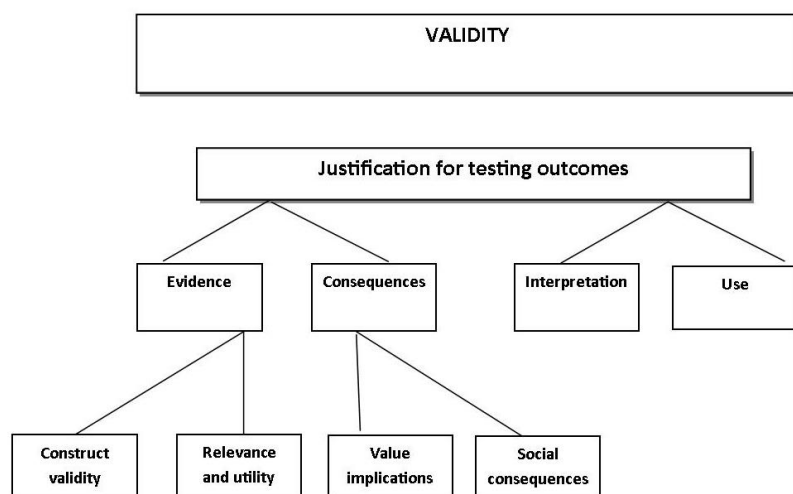 VALIDITY
Justification for testing outcomes
Evidence
Consequences
Interpretation
Use
Construct
validity
Relevance
and utility
Value
implications
Social
consequences